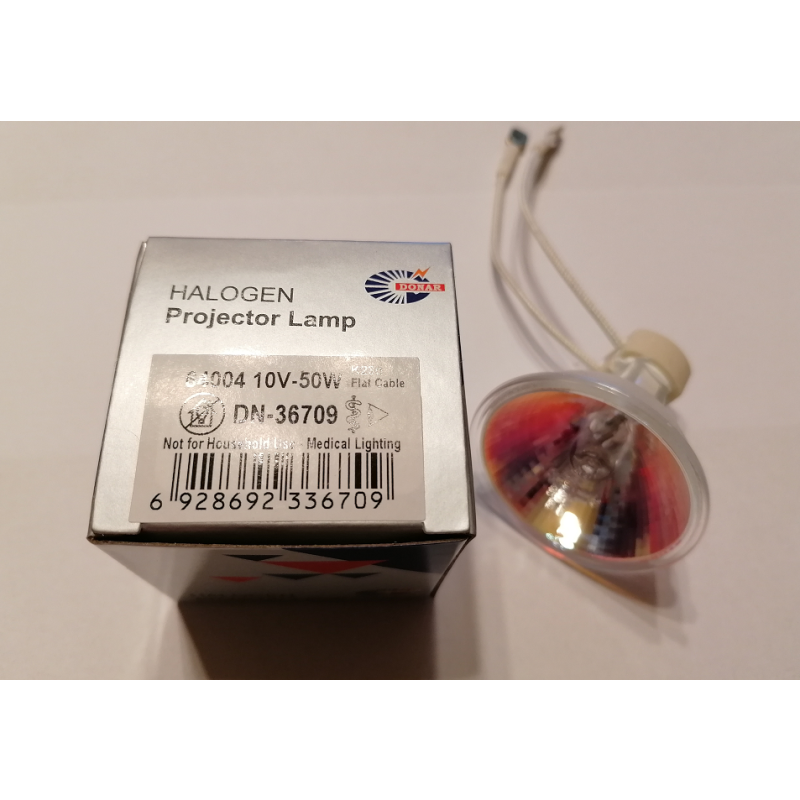 HALOGEN
Projector Lamp
DONAR
64004 10V-50W
Flat Cable
DN-36709
Not for Household Use - Medical Lighting
6 928692 336709